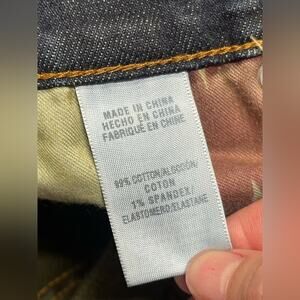 MADE IN CHINA
HECHO EN CHINA
FABRIQUÉ EN CHINE
99% COTTON/ALGODÓN/
COTON
1% SPANDEX/
ELASTOMERO/ELASTANE